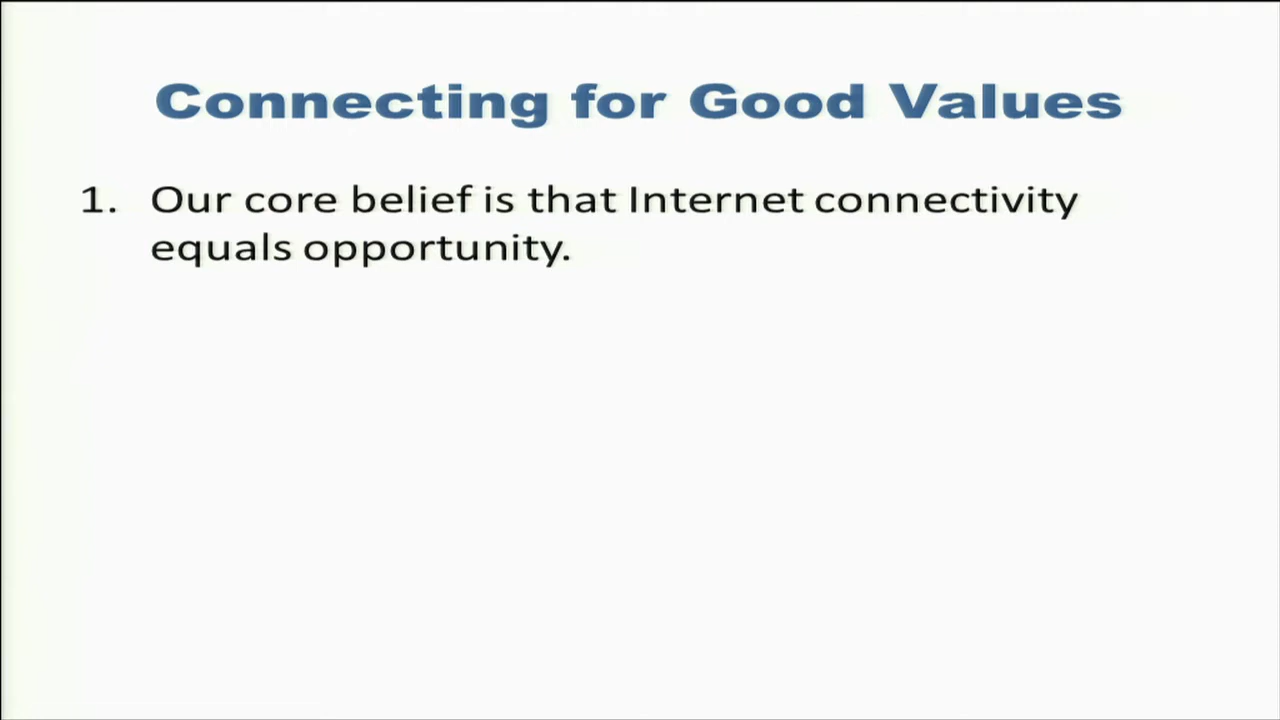 Connecting for Good Values
1. Our core belief is that Internet connectivity
equals opportunity.